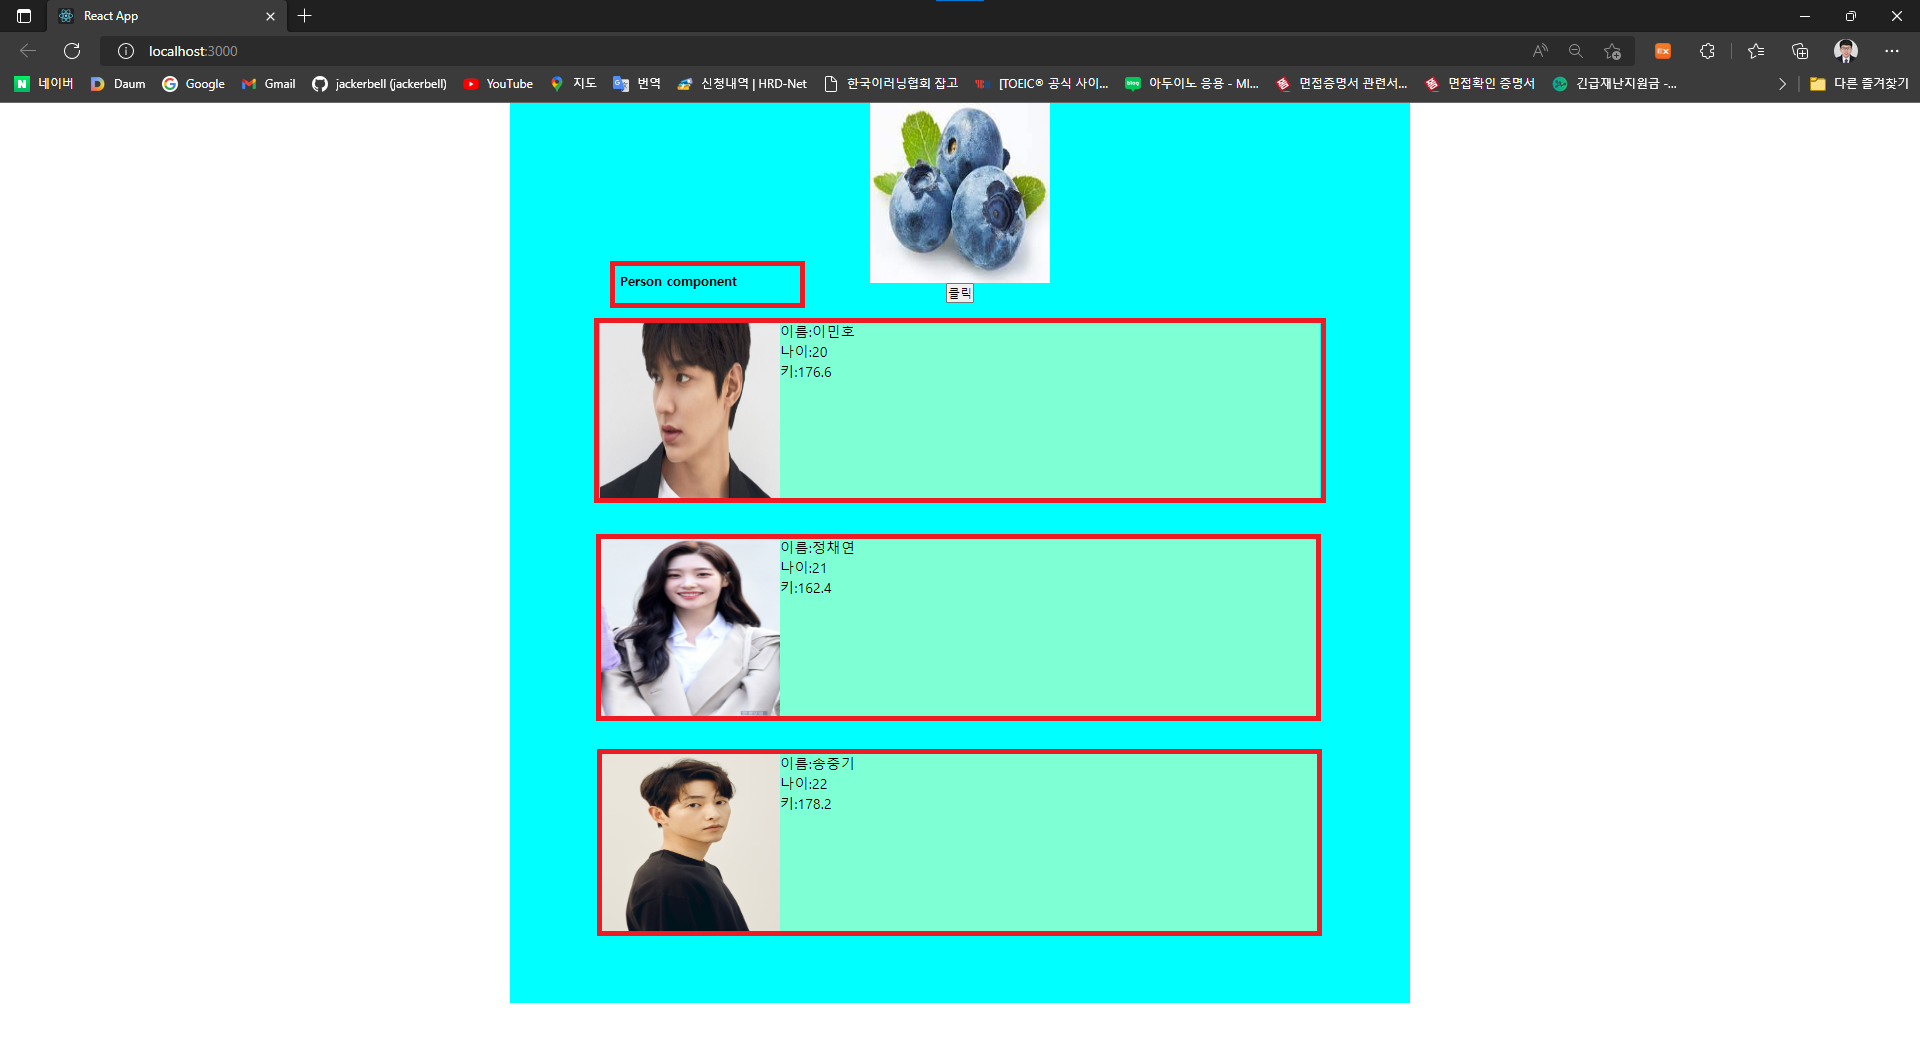 React App
localhost:3000
네이버
Daum
Google
Gmail
jackerbell (jackerbell)
YouTube
지도
번역
신청내역 | HRD-Net
한국이러닝협회 잡고
[TOEIC® 공식 사이...
아두이노 응용 - MI...
면접증명서 관련서...
면접확인 증명서
긴급재난지원금 -...
다른 즐겨찾기
클릭
Person component
이름:이민호
나이:20
키:176.6
이름:정채연
나이:21
키:162.4
이름:송중기
나이:22
키:178.2